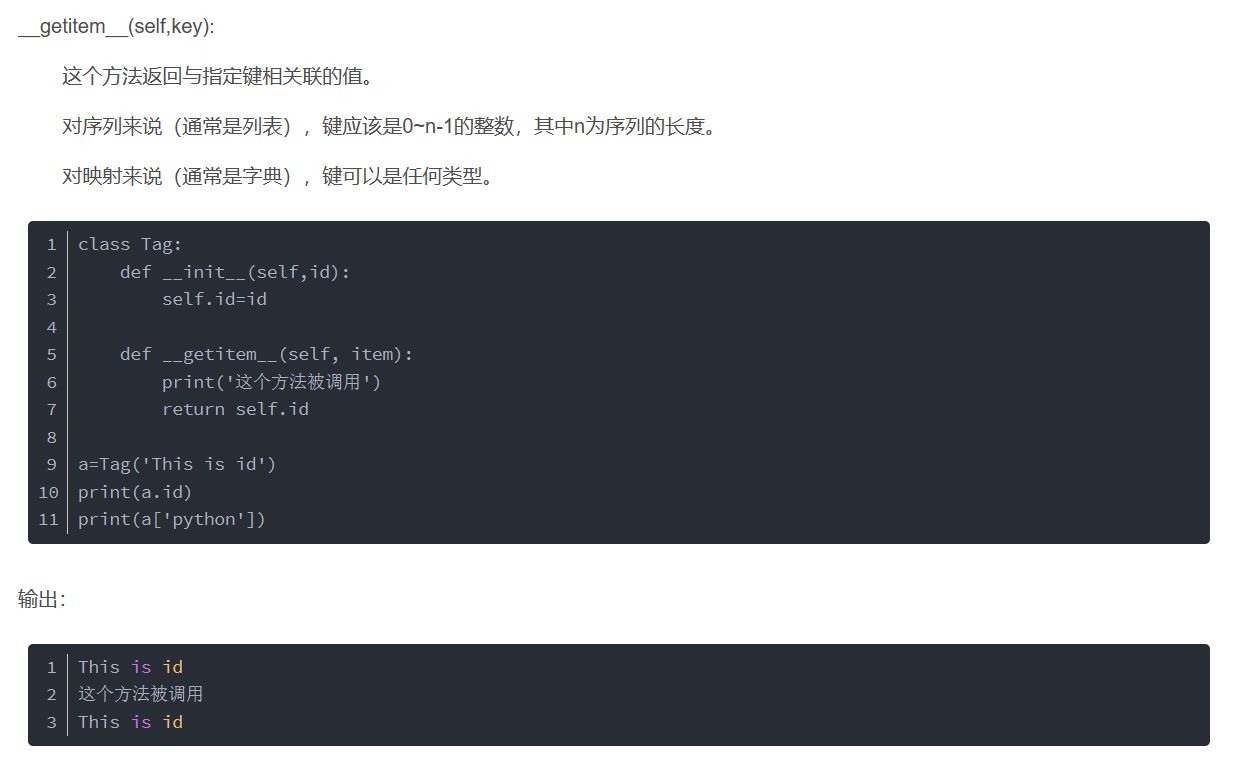 __getitem__(self,key):
这个方法返回与指定键相关联的值。
对序列来说（通常是列表），键应该是0~n-1的整数，其中n为序列的长度。
对映射来说（通常是字典），键可以是任何类型。
1 class Tag:
2     def __init__(self,id):
3         self.id=id
4
5     def __getitem__(self, item):
6         print('这个方法被调用')
7         return self.id
8
9 a=Tag('This is id')
10 print(a.id)
11 print(a['python'])
输出：
1 This is id
2 这个方法被调用
3 This is id